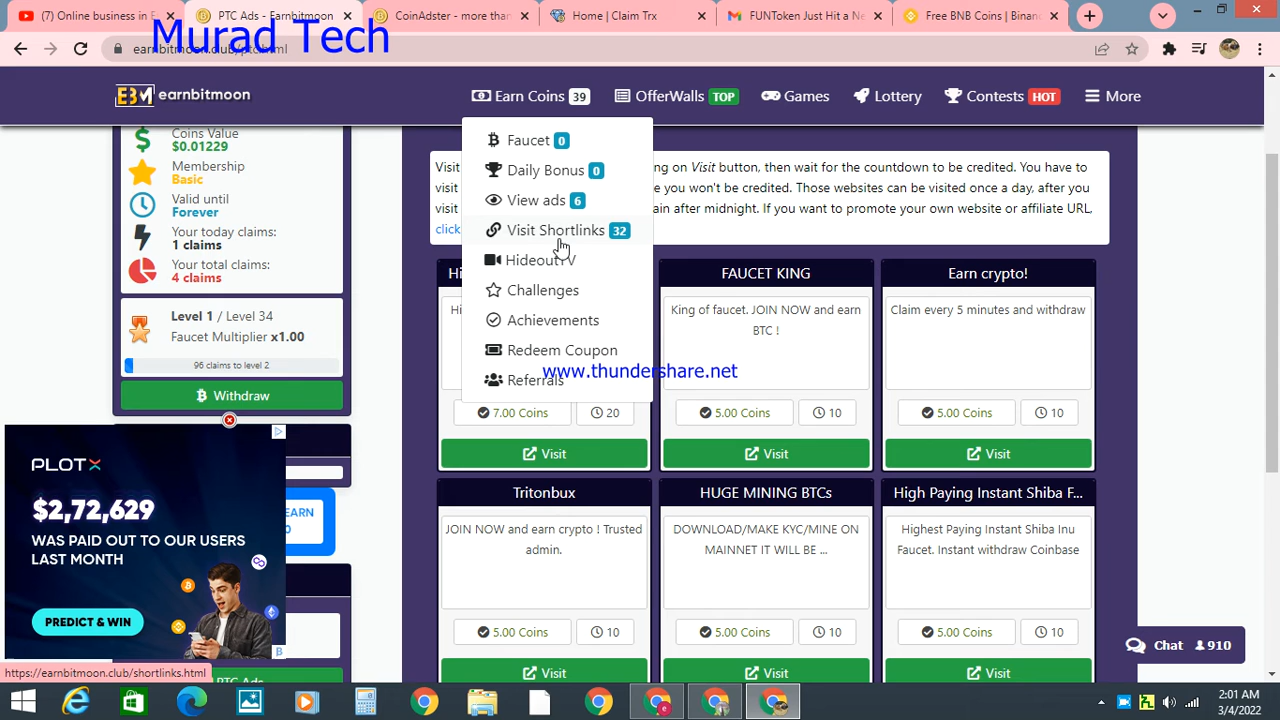 (7) Online business in E
PTC Ads - Earnbitmoon
CoinAdster - more than
Home | Claim Trx
FUNToken Just Hit a Ne
Free BNB Coins | Binanc
Murad Tech
earnbitmoon.club/ptc.html
EBM earnbitmoon
Earn Coins 39
OfferWalls TOP
Games
Lottery
Contests HOT
More
Coins Value
$0.01229
Membership
Basic
Valid until
Forever
Your today claims:
1 claims
Your total claims:
4 claims
Level 1 / Level 34
Faucet Multiplier x1.00
96 claims to level 2
Withdraw
Faucet 0
Daily Bonus 0
View ads 6
Visit Shortlinks 32
HideoutTV
Challenges
Achievements
Redeem Coupon
Referrals
www.thundershare.net
Visit
ng on Visit button, then wait for the countdown to be credited. You have to
visit
e you won't be credited. Those websites can be visited once a day, after you
visit
in after midnight. If you want to promote your own website or affiliate URL,
click
Hi
FAUCET KING
Earn crypto!
Hi
King of faucet. JOIN NOW and earn
BTC !
Claim every 5 minutes and withdraw
7.00 Coins
20
5.00 Coins
10
5.00 Coins
10
Visit
Visit
Visit
Tritonbux
HUGE MINING BTCs
High Paying Instant Shiba F...
JOIN NOW and earn crypto ! Trusted
admin.
DOWNLOAD/MAKE KYC/MINE ON
MAINNET IT WILL BE ...
Highest Paying Instant Shiba Inu
Faucet. Instant withdraw Coinbase
5.00 Coins
10
5.00 Coins
10
5.00 Coins
10
Visit
Visit
Visit
PLOTX
$2,72,629
WAS PAID OUT TO OUR USERS
LAST MONTH
PREDICT & WIN
EARN
PTC Ads
Chat 910
https://earnbitmoon.club/shortlinks.html
2:01 AM
3/4/2022